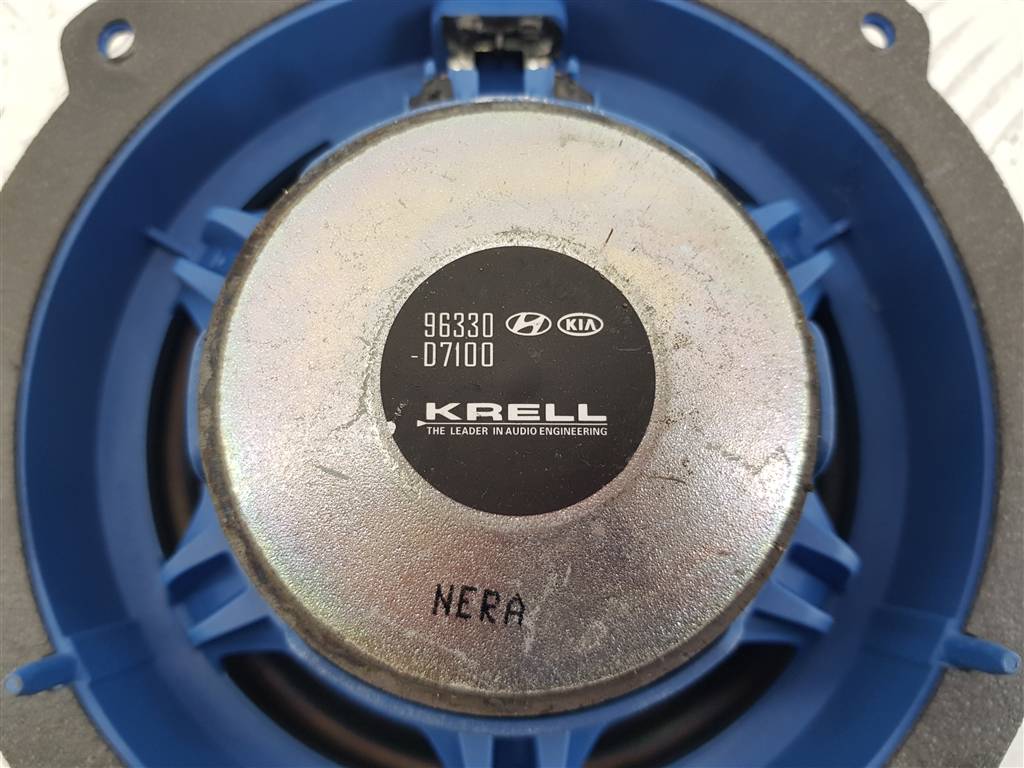 96330 KIA
-D7100
KRELL
THE LEADER IN AUDIO ENGINEERING
NERA